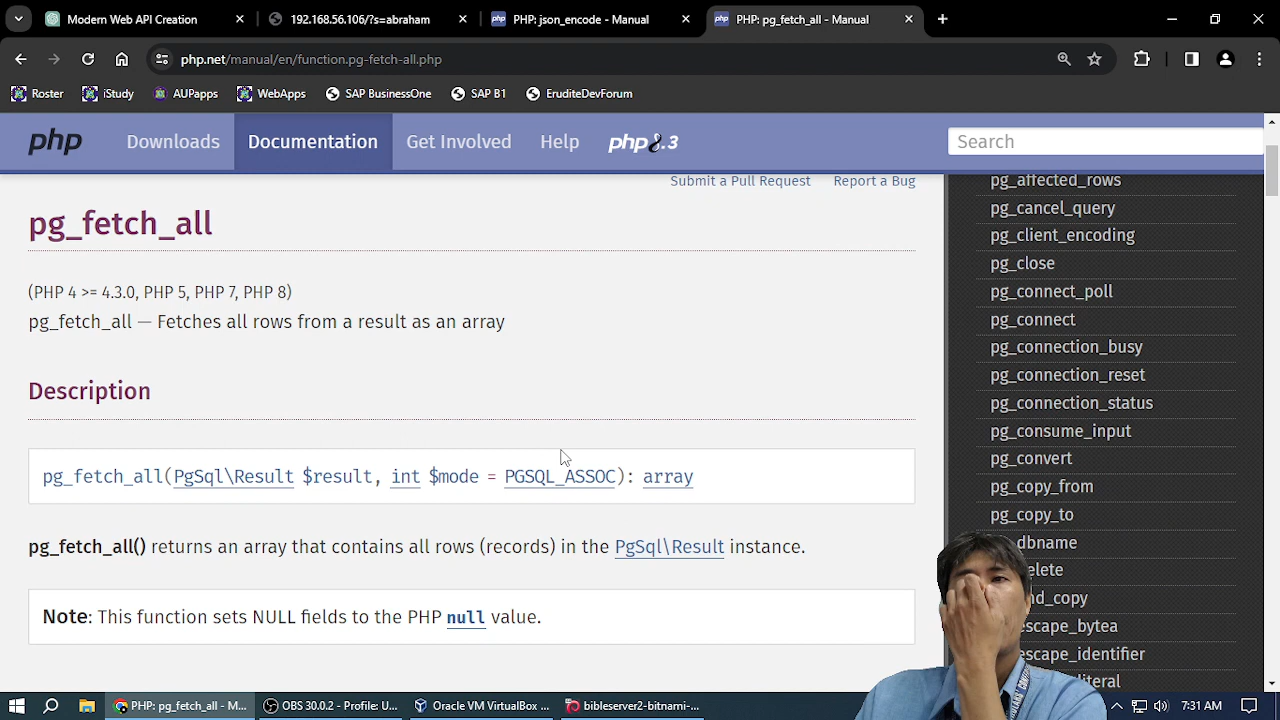 Modern Web API Creation
192.168.56.106/?s=abraham
PHP: json_encode - Manual
PHP: pg_fetch_all - Manual
php.net/manual/en/function.pg-fetch-all.php
Roster
iStudy
AUPapps
WebApps
SAP BusinessOne
SAP B1
EruditeDevForum
php
Downloads
Documentation
Get Involved
Help
php8.3
Search
Submit a Pull Request
Report a Bug
pg_fetch_all
(PHP 4 >= 4.3.0, PHP 5, PHP 7, PHP 8)
pg_fetch_all — Fetches all rows from a result as an array
Description
pg_fetch_all(PgSql\Result $result, int $mode = PGSQL_ASSOC): array
pg_fetch_all() returns an array that contains all rows (records) in the PgSql\Result instance.
Note: This function sets NULL fields to the PHP null value.
pg_affected_rows
pg_cancel_query
pg_client_encoding
pg_close
pg_connect_poll
pg_connect
pg_connection_busy
pg_connection_reset
pg_connection_status
pg_consume_input
pg_convert
pg_copy_from
pg_copy_to
dbname
elete
nd_copy
escape_bytea
escape_identifier
literal
PHP: pg_fetch_all - M...
OBS 30.0.2 - Profile: U...
Oracle VM VirtualBox ...
bibleserver2-bitnami-...
7:31 AM